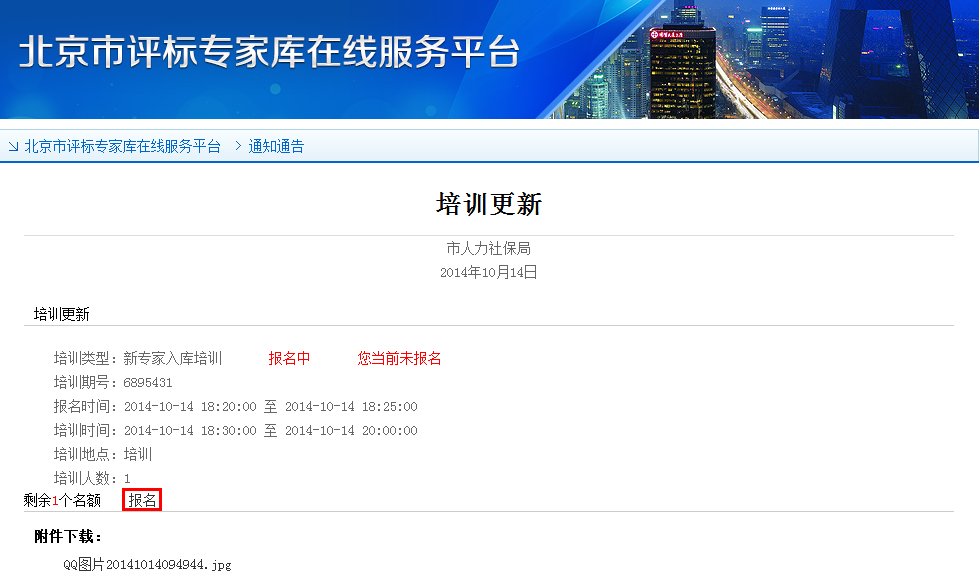 北京市评标专家库在线服务平台
北京市评标专家库在线服务平台 > 通知通告
培训更新
市人力社保局
2014年10月14日
培训更新
培训类型：新专家入库培训 报名中 您当前未报名
培训期号：6895431
报名时间：2014-10-14 18:20:00 至 2014-10-14 18:25:00
培训时间：2014-10-14 18:30:00 至 2014-10-14 20:00:00
培训地点：培训
培训人数：1
剩余1个名额 报名
附件下载：
QQ图片20141014094944.jpg